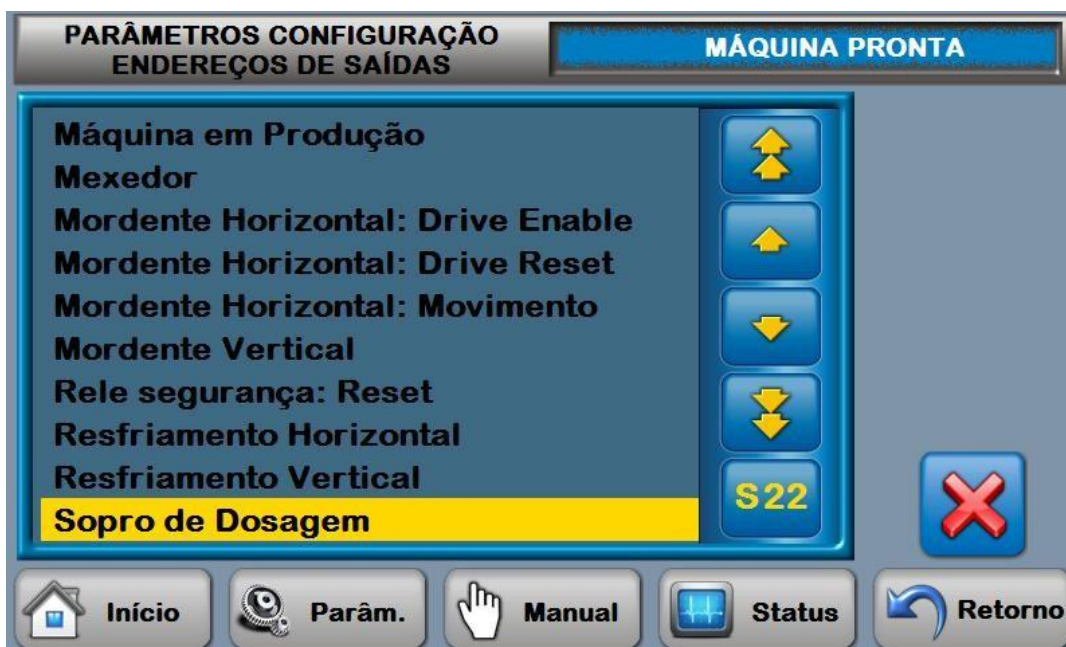 PARÂMETROS CONFIGURAÇÃO
ENDEREÇOS DE SAÍDAS
MÁQUINA PRONTA
Máquina em Produção
Mexedor
Mordente Horizontal: Drive Enable
Mordente Horizontal: Drive Reset
Mordente Horizontal: Movimento
Mordente Vertical
Rele segurança: Reset
Resfriamento Horizontal
Resfriamento Vertical
Sopro de Dosagem
S22
Início
Parâm.
Manual
Status
Retorno